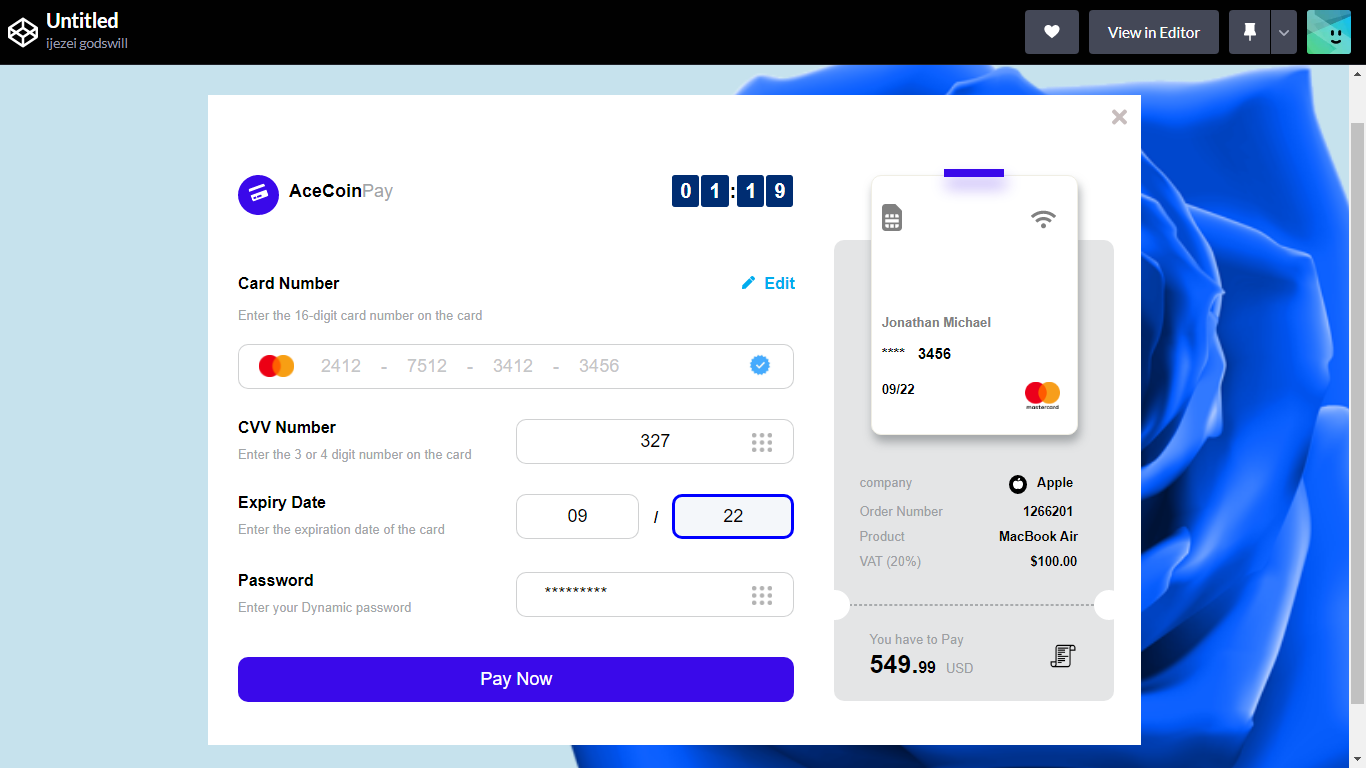 Untitled
ijezei godswill
View in Editor
AceCoinPay
01:19
Card Number
Edit
Enter the 16-digit card number on the card
2412 - 7512 - 3412 - 3456
CVV Number
Enter the 3 or 4 digit number on the card
327
Expiry Date
Enter the expiration date of the card
09 / 22
Password
Enter your Dynamic password
*********
Pay Now
Jonathan Michael
**** 3456
09/22
mastercard
company Apple
Order Number 1266201
Product MacBook Air
VAT (20%) $100.00
You have to Pay
549.99 USD